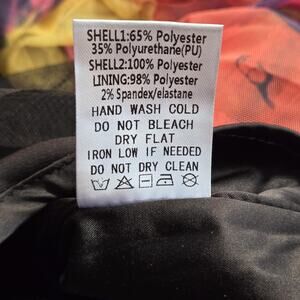 SHELL1:65% Polyester
35% Polyurethane(PU)
SHELL2:100% Polyester
LINING:98% Polyester
2% Spandex/elastane
HAND WASH COLD
DO NOT BLEACH
DRY FLAT
IRON LOW IF NEEDED
DO NOT DRY CLEAN